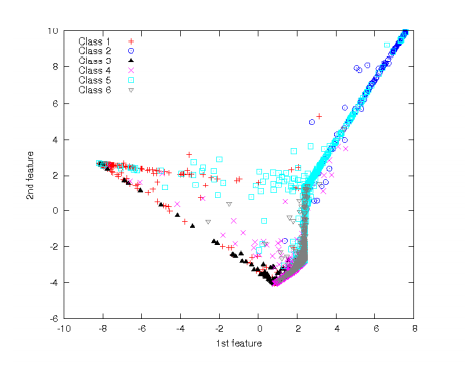 10
8
6
4
2
0
-2
-4
-6
-10
-8
-6
-4
-2
0
2
4
6
8
2nd feature
1st feature
Class 1
Class 2
Class 3
Class 4
Class 5
Class 6